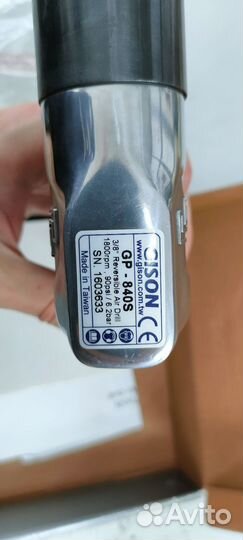 GISON CE
www.gison.com.tw
GP - 840S
3/8" Reversible Air Drill
1800rpm . 90psi / 6.2bar
SN 1603633
Made in Taiwan
Avito